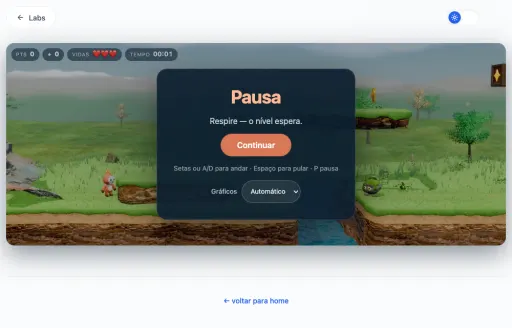 ← Labs
PTS 0
✦ 0
VIDAS ❤️❤️❤️
TEMPO 00:01
Pausa
Respire — o nível espera.
Continuar
Setas ou A/D para andar · Espaço para pular · P pausa
Gráficos Automático
← voltar para home